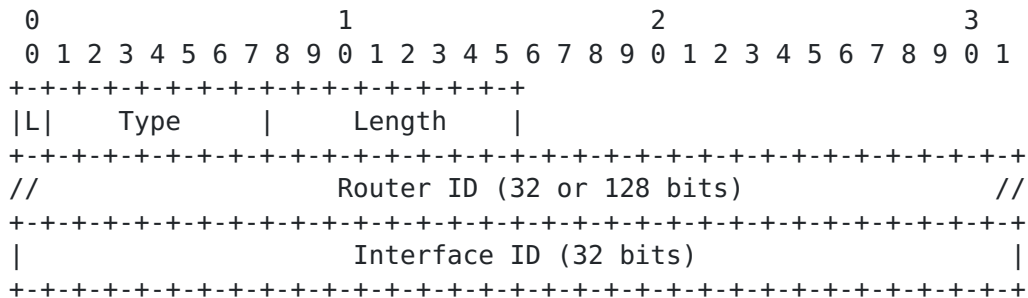 0                   1                   2                   3
 0 1 2 3 4 5 6 7 8 9 0 1 2 3 4 5 6 7 8 9 0 1 2 3 4 5 6 7 8 9 0 1
+-+-+-+-+-+-+-+-+-+-+-+-+-+-+-+-+
|L|    Type     |     Length    |
+-+-+-+-+-+-+-+-+-+-+-+-+-+-+-+-+-+-+-+-+-+-+-+-+-+-+-+-+-+-+-+-+
//              Router ID (32 or 128 bits)                     //
+-+-+-+-+-+-+-+-+-+-+-+-+-+-+-+-+-+-+-+-+-+-+-+-+-+-+-+-+-+-+-+-+
|                     Interface ID (32 bits)                    |
+-+-+-+-+-+-+-+-+-+-+-+-+-+-+-+-+-+-+-+-+-+-+-+-+-+-+-+-+-+-+-+-+